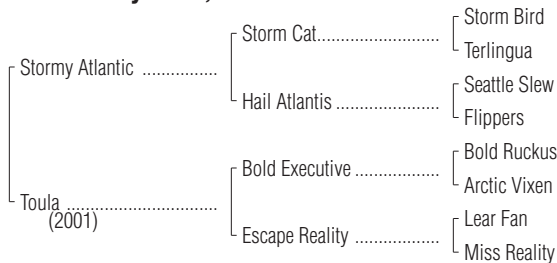 Storm Bird
Storm Cat....................
Terlingua
Stormy Atlantic ................
Seattle Slew
Hail Atlantis ......................
Flippers
Bold Ruckus
Bold Executive ..................
Arctic Vixen
Toula ..................................
(2001)
Lear Fan
Escape Reality ..................
Miss Reality